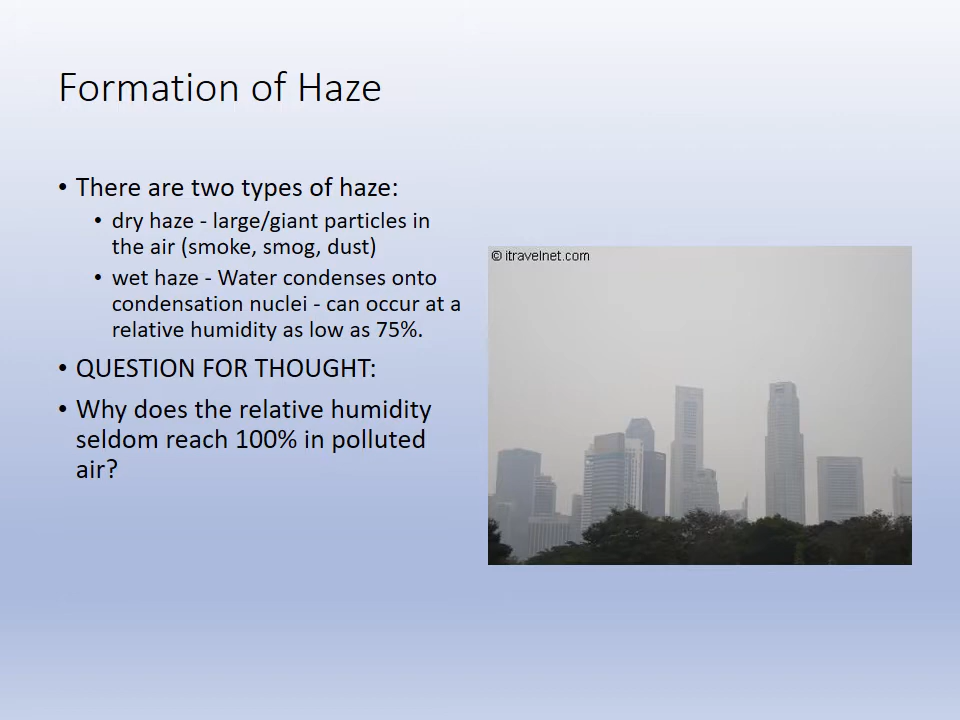 Formation of Haze
• There are two types of haze:
• dry haze - large/giant particles in
the air (smoke, smog, dust)
• wet haze - Water condenses onto
condensation nuclei - can occur at a
relative humidity as low as 75%.
• QUESTION FOR THOUGHT:
• Why does the relative humidity
seldom reach 100% in polluted
air?
© itravelnet.com